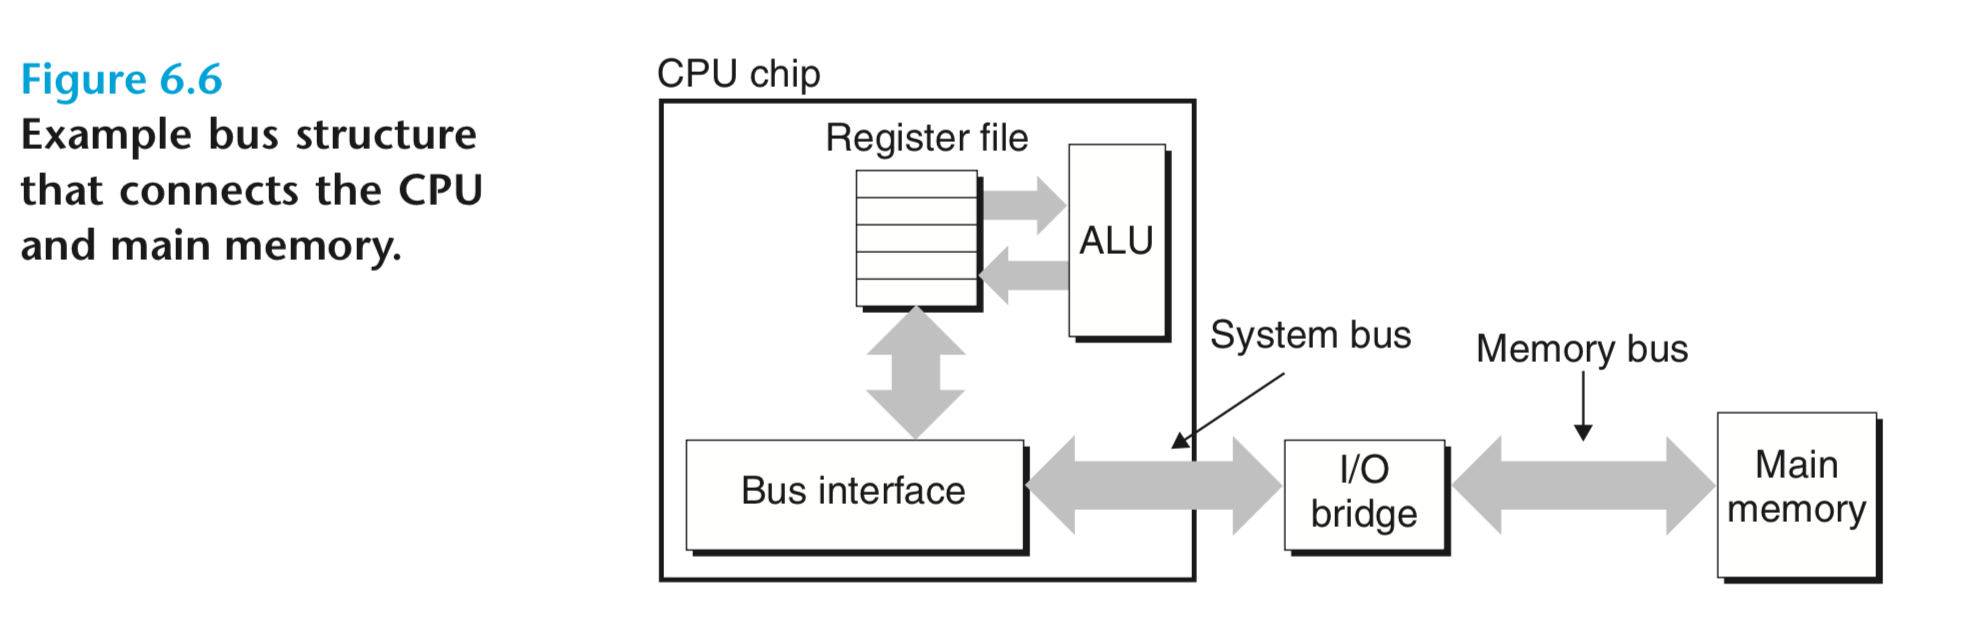 Figure 6.6
Example bus structure
that connects the CPU
and main memory.
CPU chip
Register file
ALU
System bus
Memory bus
Bus interface
I/O
bridge
Main
memory